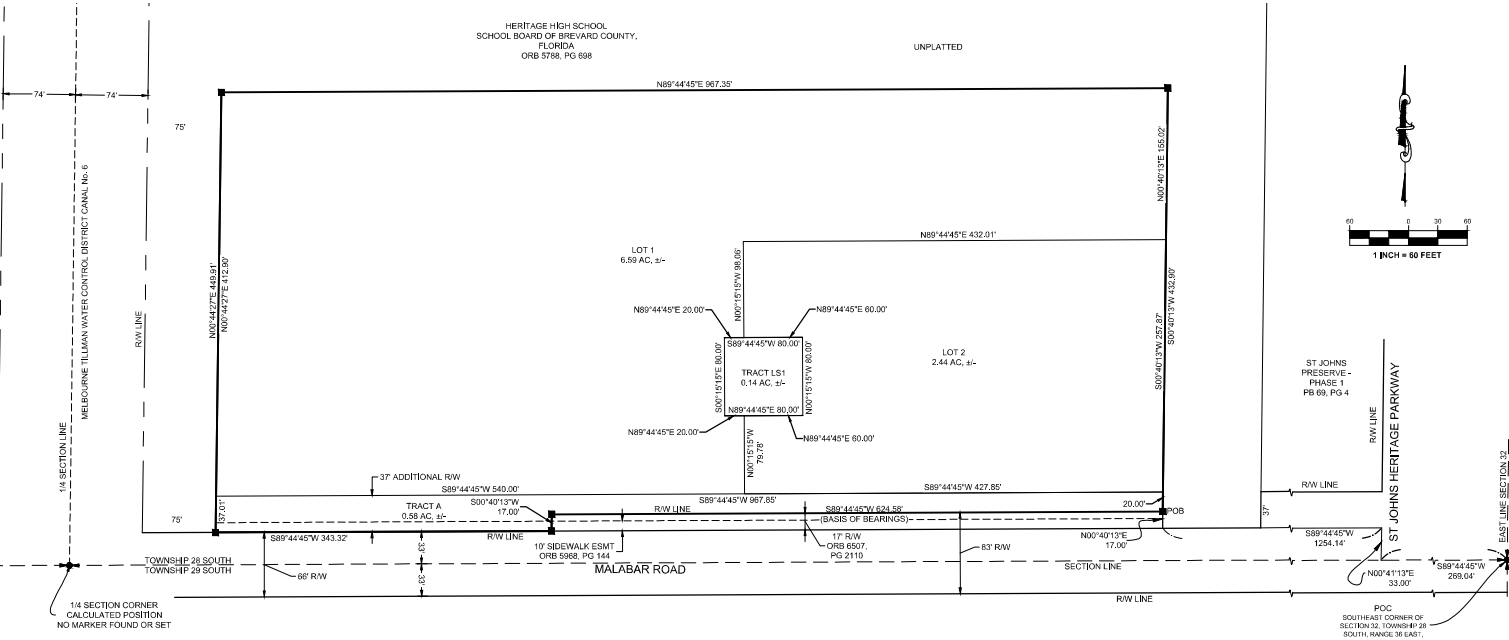 HERITAGE HIGH SCHOOL
SCHOOL BOARD OF BREVARD COUNTY,
FLORIDA
ORB 5788, PG 698
UNPLATTED
74'
74'
N89°44'45"E 967.35'
75'
MELBOURNE TILLMAN WATER CONTROL DISTRICT CANAL No. 6
1/4 SECTION LINE
R/W LINE
N00°44'27"E 449.91'
N00°44'27"E 412.90'
N00°40'13"E 155.02'
60
0
30
60
1 INCH = 60 FEET
N89°44'45"E 432.01'
LOT 1
6.59 AC, ±/-
N00°15'15"W 98.06'
N89°44'45"E 20.00'
N89°44'45"E 60.00'
S89°44'45"W 80.00'
S00°15'15"E 80.00'
TRACT LS1
0.14 AC, ±/-
N00°15'15"W 80.00'
N89°44'45"E 80.00'
N89°44'45"E 20.00'
N89°44'45"E 60.00'
N00°15'15"W
79.78'
LOT 2
2.44 AC, ±/-
S00°40'13"W 257.87'
S00°40'13"W 432.90'
ST JOHNS
PRESERVE -
PHASE 1
PB 69, PG 4
R/W LINE
ST JOHNS HERITAGE PARKWAY
EAST LINE SECTION 32
R/W LINE
37' ADDITIONAL R/W
S89°44'45"W 540.00'
S89°44'45"W 427.85'
S89°44'45"W 967.85'
37.01'
TRACT A
0.58 AC, ±/-
S00°40'13"W
17.00'
R/W LINE
S89°44'45"W 624.58'
(BASIS OF BEARINGS)
20.00'
POB
37'
75'
S89°44'45"W 343.32'
R/W LINE
10' SIDEWALK ESMT
ORB 5968, PG 144
17' R/W
ORB 6507,
PG 2110
N00°40'13"E
17.00'
83' R/W
S89°44'45"W
1254.14'
33'
33'
66' R/W
TOWNSHIP 28 SOUTH
TOWNSHIP 29 SOUTH
MALABAR ROAD
SECTION LINE
N00°41'13"E
33.00'
S89°44'45"W
269.04'
R/W LINE
1/4 SECTION CORNER
CALCULATED POSITION
NO MARKER FOUND OR SET
POC
SOUTHEAST CORNER OF
SECTION 32, TOWNSHIP 28
SOUTH, RANGE 36 EAST,